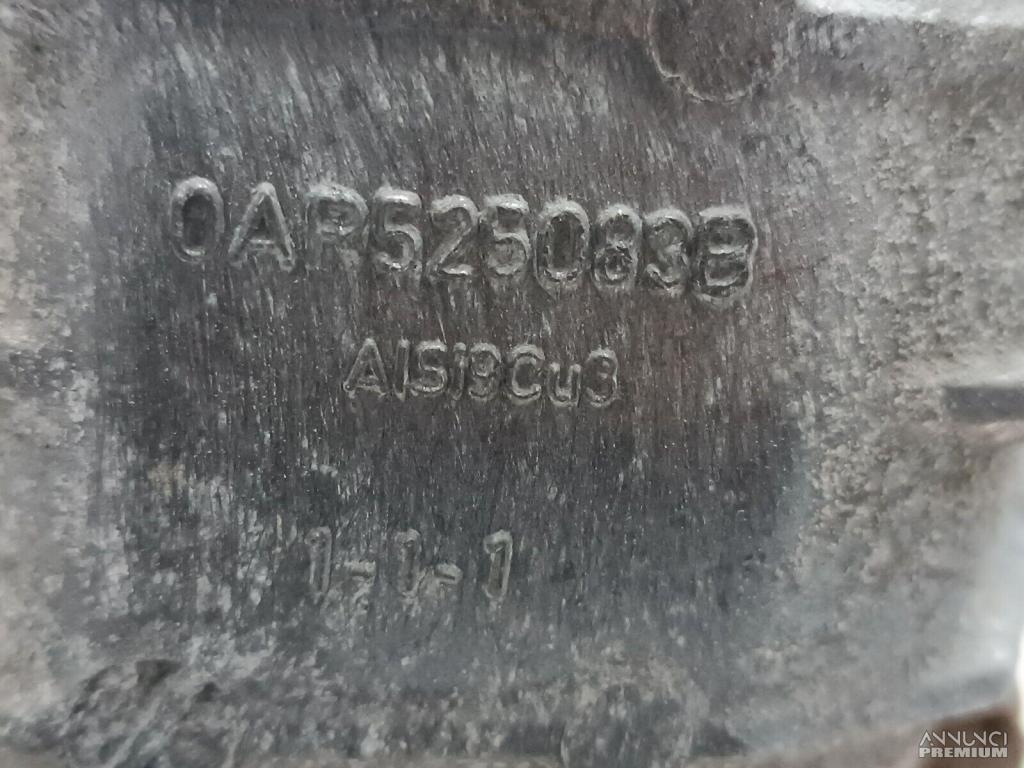 0AR525083B
AlSi9Cu3
1-1-1
ANNUNCI
PREMIUM